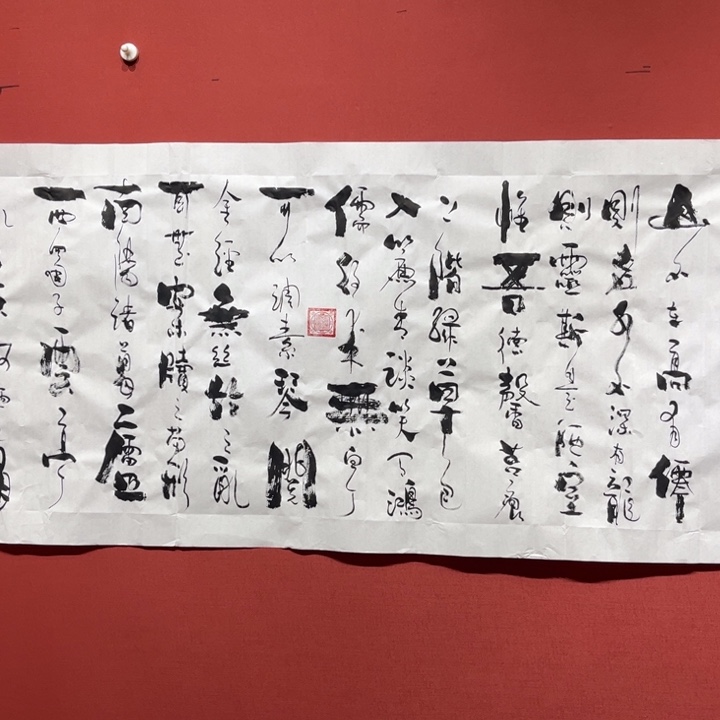 山不在高有僊
則名水不深有龍
則靈斯是陋室
惟吾德馨苔痕
上階綠草色
入簾青談笑有鴻
儒往來無白丁
可以調素琴閱
金經無絲竹之亂
耳無案牘之勞形
南陽諸葛廬
西蜀子雲亭